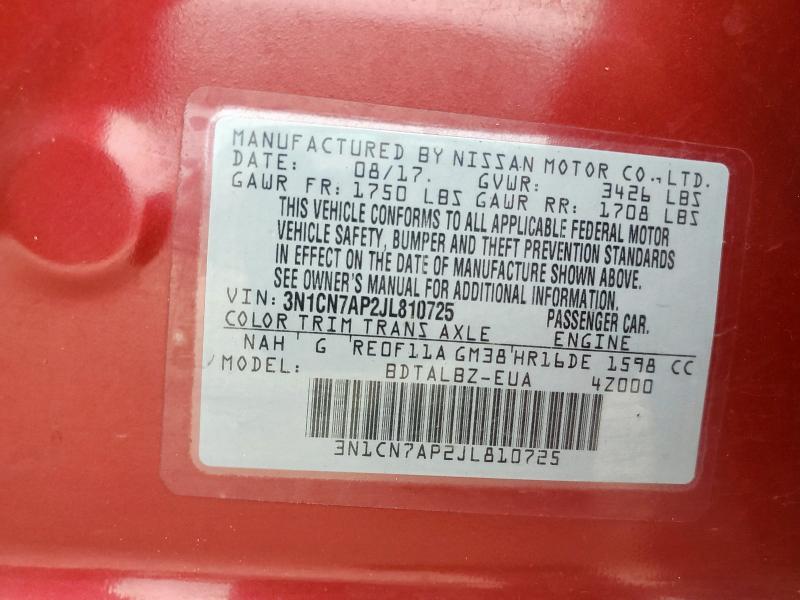 MANUFACTURED BY NISSAN MOTOR CO., LTD.
DATE: 08/17. GVWR: 3426 LBS
GAWR FR: 1750 LBS GAWR RR: 1708 LBS
THIS VEHICLE CONFORMS TO ALL APPLICABLE FEDERAL MOTOR
VEHICLE SAFETY, BUMPER AND THEFT PREVENTION STANDARDS
IN EFFECT ON THE DATE OF MANUFACTURE SHOWN ABOVE.
SEE OWNER'S MANUAL FOR ADDITIONAL INFORMATION.
VIN: 3N1CN7AP2JL810725 PASSENGER CAR.
COLOR TRIM TRANS AXLE ENGINE
NAH G RE0F11A GM38 HR16DE 1598 CC
MODEL: BDTALBZ-EUA 4Z000
3N1CN7AP2JL810725